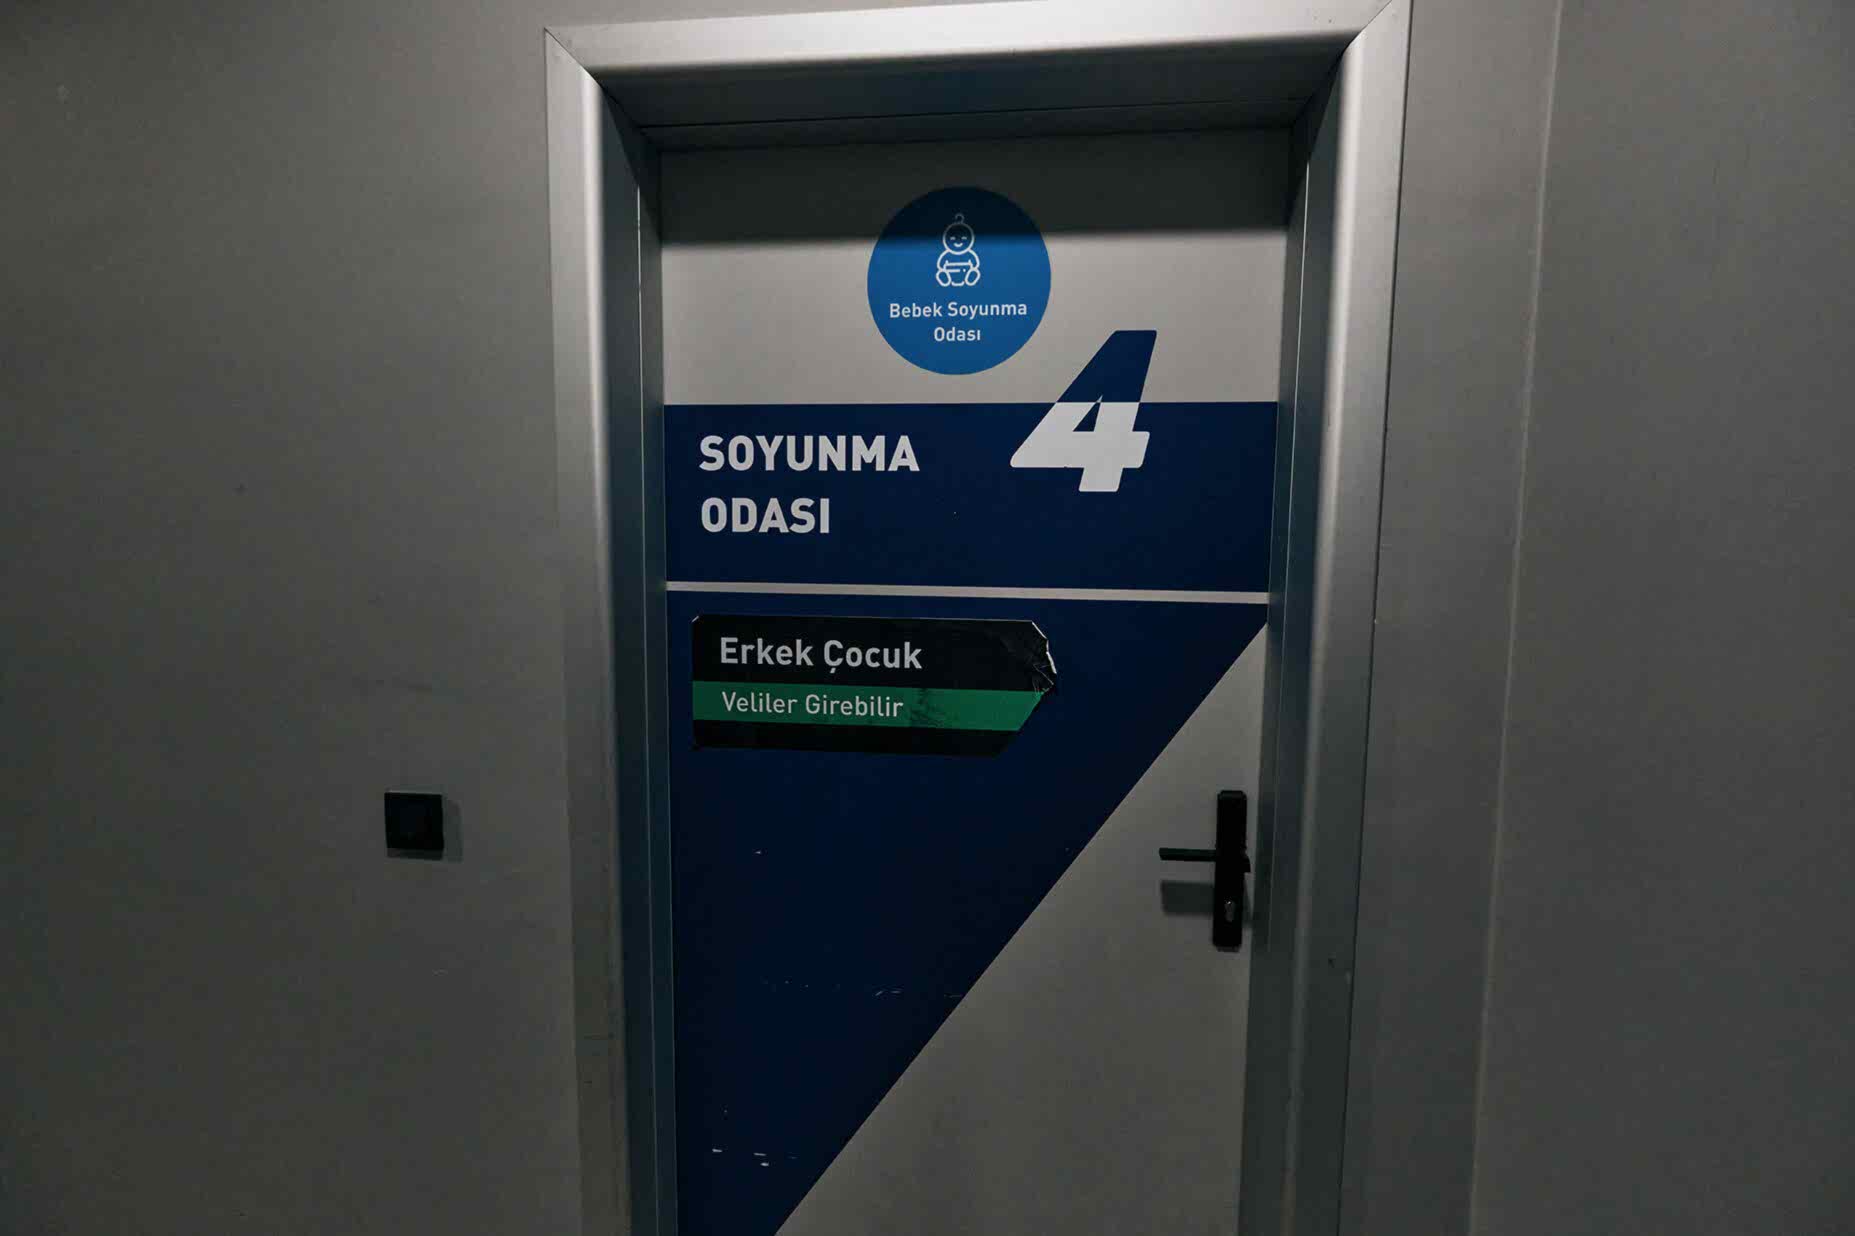 Bebek Soyunma
Odası
4
SOYUNMA
ODASI
Erkek Çocuk
Veliler Girebilir